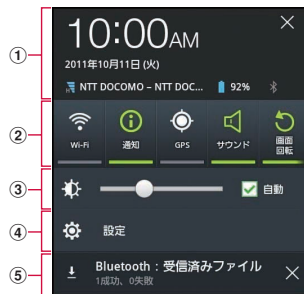 ①
10:00AM
2011年10月11日 (火)
NTT DOCOMO – NTT DOC... 92%
②
Wi-Fi 通知 GPS サウンド 画面
回転
③
自動
④
設定
⑤
Bluetooth：受信済みファイル
1成功、0失敗